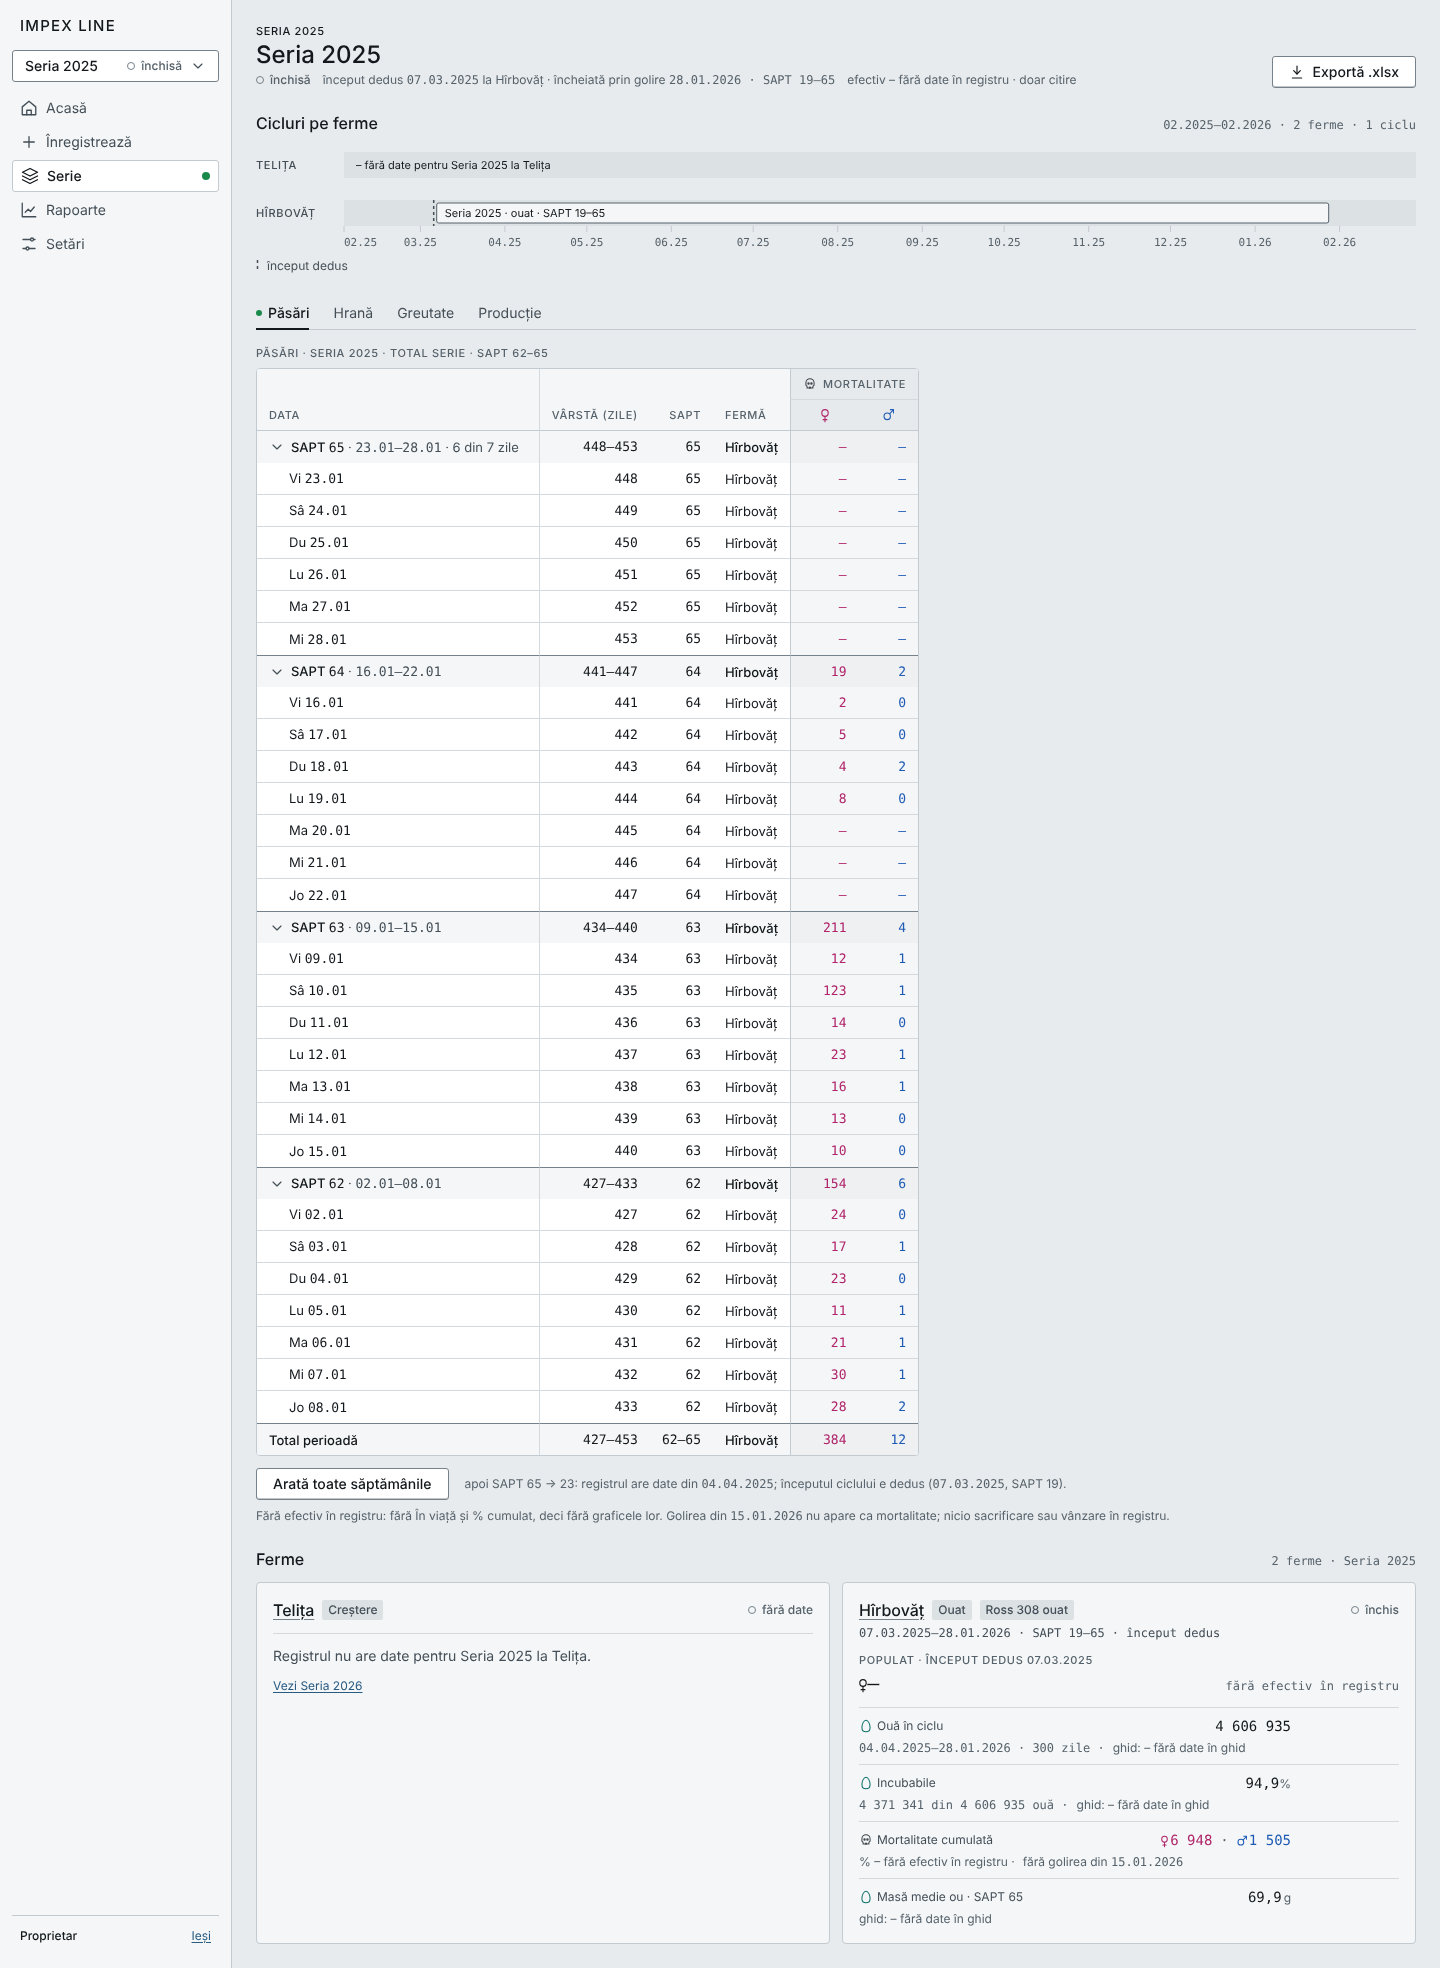 IMPEX LINE
Seria 2025 închisă
Acasă
Înregistrează
Serie
Rapoarte
Setări
Proprietar Ieși
SERIA 2025
Seria 2025
închisă început dedus 07.03.2025 la Hîrbovăț · încheiată prin golire 28.01.2026 · SAPT 19–65 efectiv – fără date în registru · doar citire
Exportă .xlsx
Cicluri pe ferme 02.2025–02.2026 · 2 ferme · 1 ciclu
TELIȚA – fără date pentru Seria 2025 la Telița
HÎRBOVĂȚ Seria 2025 · ouat · SAPT 19–65
02.25 03.25 04.25 05.25 06.25 07.25 08.25 09.25 10.25 11.25 12.25 01.26 02.26
început dedus
Păsări Hrană Greutate Producție
PĂSĂRI · SERIA 2025 · TOTAL SERIE · SAPT 62–65
MORTALITATE
DATA VÂRSTĂ (ZILE) SAPT FERMĂ ♀ ♂
SAPT 65 · 23.01–28.01 · 6 din 7 zile 448–453 65 Hîrbovăț – –
Vi 23.01 448 65 Hîrbovăț – –
Sâ 24.01 449 65 Hîrbovăț – –
Du 25.01 450 65 Hîrbovăț – –
Lu 26.01 451 65 Hîrbovăț – –
Ma 27.01 452 65 Hîrbovăț – –
Mi 28.01 453 65 Hîrbovăț – –
SAPT 64 · 16.01–22.01 441–447 64 Hîrbovăț 19 2
Vi 16.01 441 64 Hîrbovăț 2 0
Sâ 17.01 442 64 Hîrbovăț 5 0
Du 18.01 443 64 Hîrbovăț 4 2
Lu 19.01 444 64 Hîrbovăț 8 0
Ma 20.01 445 64 Hîrbovăț – –
Mi 21.01 446 64 Hîrbovăț – –
Jo 22.01 447 64 Hîrbovăț – –
SAPT 63 · 09.01–15.01 434–440 63 Hîrbovăț 211 4
Vi 09.01 434 63 Hîrbovăț 12 1
Sâ 10.01 435 63 Hîrbovăț 123 1
Du 11.01 436 63 Hîrbovăț 14 0
Lu 12.01 437 63 Hîrbovăț 23 1
Ma 13.01 438 63 Hîrbovăț 16 1
Mi 14.01 439 63 Hîrbovăț 13 0
Jo 15.01 440 63 Hîrbovăț 10 0
SAPT 62 · 02.01–08.01 427–433 62 Hîrbovăț 154 6
Vi 02.01 427 62 Hîrbovăț 24 0
Sâ 03.01 428 62 Hîrbovăț 17 1
Du 04.01 429 62 Hîrbovăț 23 0
Lu 05.01 430 62 Hîrbovăț 11 1
Ma 06.01 431 62 Hîrbovăț 21 1
Mi 07.01 432 62 Hîrbovăț 30 1
Jo 08.01 433 62 Hîrbovăț 28 2
Total perioadă 427–453 62–65 Hîrbovăț 384 12
Arată toate săptămânile apoi SAPT 65 → 23: registrul are date din 04.04.2025; începutul ciclului e dedus (07.03.2025, SAPT 19).
Fără efectiv în registru: fără În viață și % cumulat, deci fără graficele lor. Golirea din 15.01.2026 nu apare ca mortalitate; nicio sacrificare sau vânzare în registru.
Ferme 2 ferme · Seria 2025
Telița Creștere fără date
Registrul nu are date pentru Seria 2025 la Telița.
Vezi Seria 2026
Hîrbovăț Ouat Ross 308 ouat închis
07.03.2025–28.01.2026 · SAPT 19–65 · început dedus
POPULAT · ÎNCEPUT DEDUS 07.03.2025
♀– fără efectiv în registru
Ouă în ciclu 4 606 935
04.04.2025–28.01.2026 · 300 zile · ghid: – fără date în ghid
Incubabile 94,9%
4 371 341 din 4 606 935 ouă · ghid: – fără date în ghid
Mortalitate cumulată ♀6 948 · ♂1 505
% – fără efectiv în registru · fără golirea din 15.01.2026
Masă medie ou · SAPT 65 69,9 g
ghid: – fără date în ghid